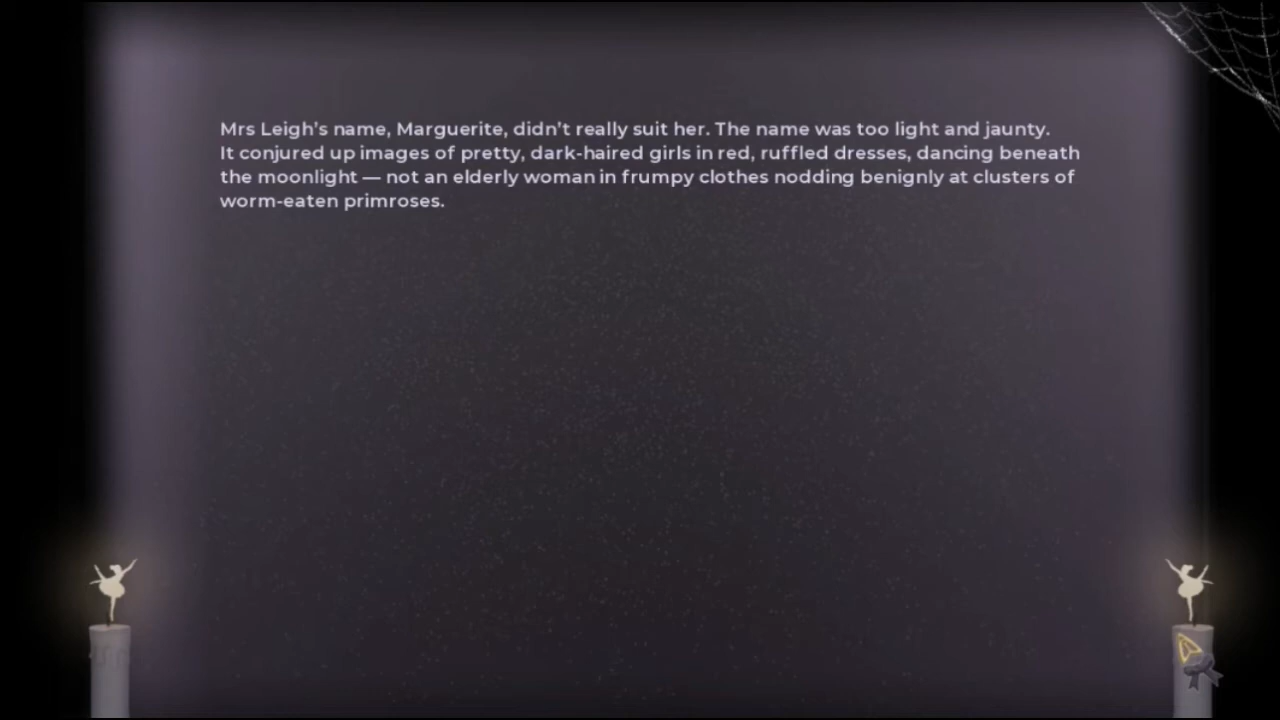 Mrs Leigh’s name, Marguerite, didn’t really suit her. The name was too light and jaunty.
It conjured up images of pretty, dark-haired girls in red, ruffled dresses, dancing beneath
the moonlight — not an elderly woman in frumpy clothes nodding benignly at clusters of
worm-eaten primroses.